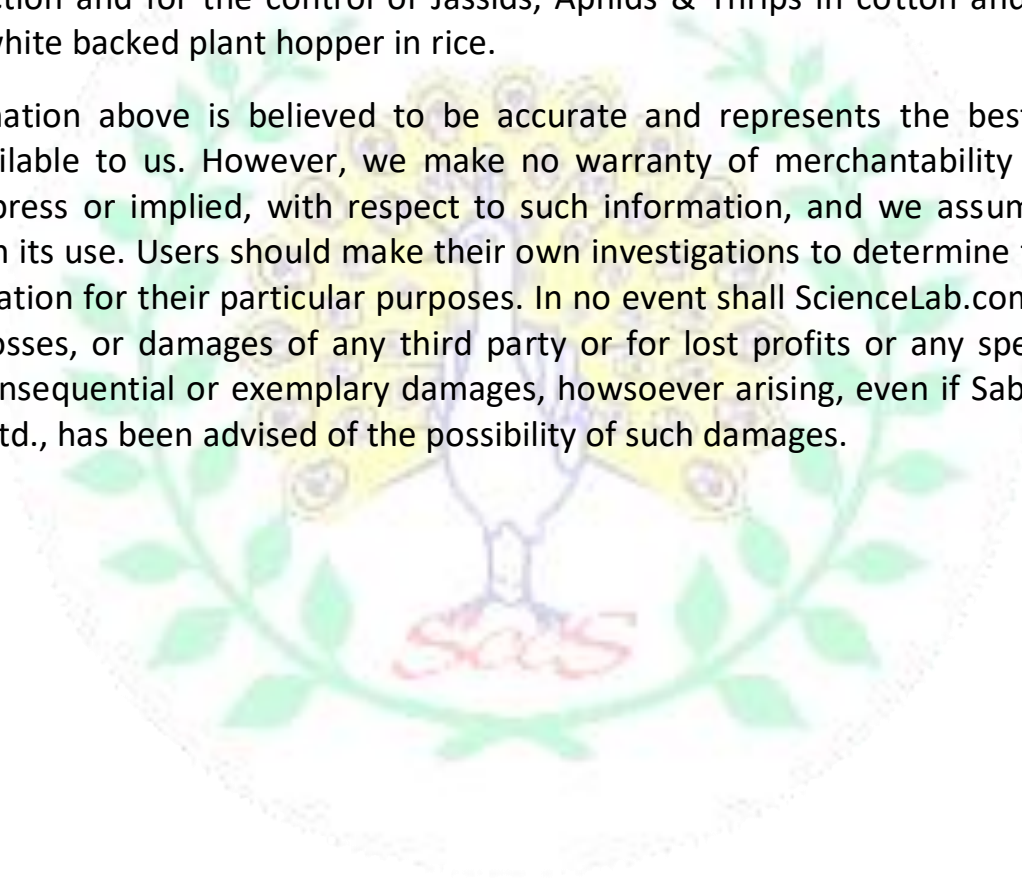 ction and for the control of Jassids, Aphids & Thrips in cotton and
white backed plant hopper in rice.
nation above is believed to be accurate and represents the best
ilable to us. However, we make no warranty of merchantability
press or implied, with respect to such information, and we assum
n its use. Users should make their own investigations to determine
ation for their particular purposes. In no event shall ScienceLab.com
osses, or damages of any third party or for lost profits or any spe
nsequential or exemplary damages, howsoever arising, even if Sab
td., has been advised of the possibility of such damages.